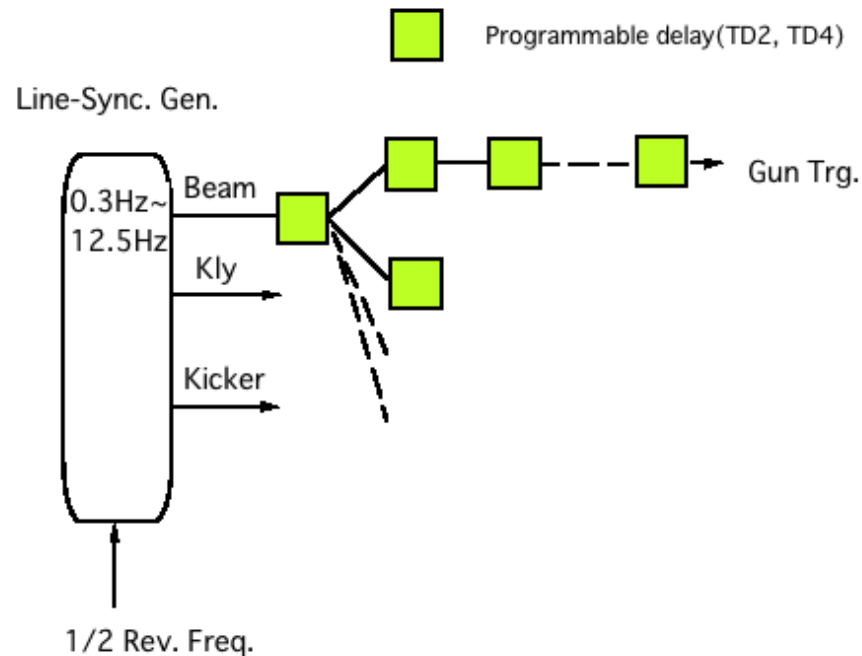 Programmable delay(TD2, TD4)
Line-Sync. Gen.
0.3Hz~
12.5Hz
Beam
Gun Trg.
Kly
Kicker
1/2 Rev. Freq.